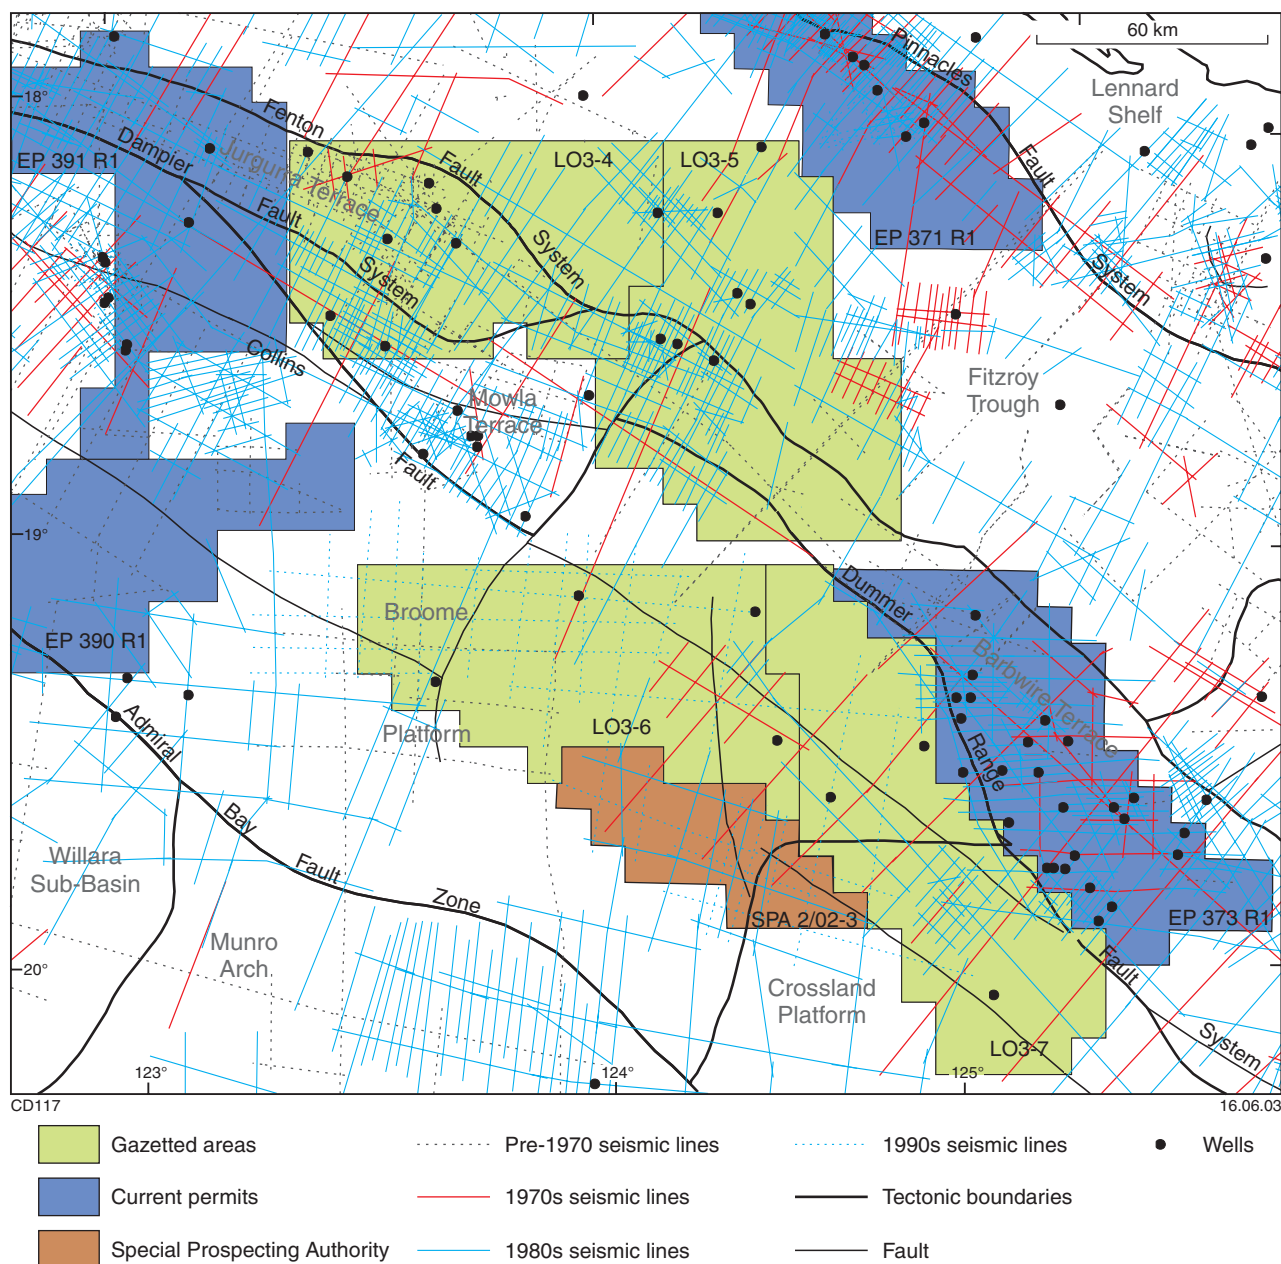 60 km
Pinnacles
Fault
System
Lennard
Shelf
18°
Fenton
Fault
System
Dampier
Fault
System
Jurgurra Terrace
EP 391 R1
LO3-4
LO3-5
EP 371 R1
Collins
Fault
Mowla
Terrace
Fitzroy
Trough
19°
Broome
Platform
Dummer
Range
Fault
System
Barbwire Terrace
EP 390 R1
LO3-6
Admiral
Bay
Fault
Zone
Willara
Sub-Basin
Munro
Arch
SPA 2/02-3
EP 373 R1
20°
Crossland
Platform
LO3-7
123°
124°
125°
CD117
16.06.03
Gazetted areas
Pre-1970 seismic lines
1990s seismic lines
Wells
Current permits
1970s seismic lines
Tectonic boundaries
Special Prospecting Authority
1980s seismic lines
Fault